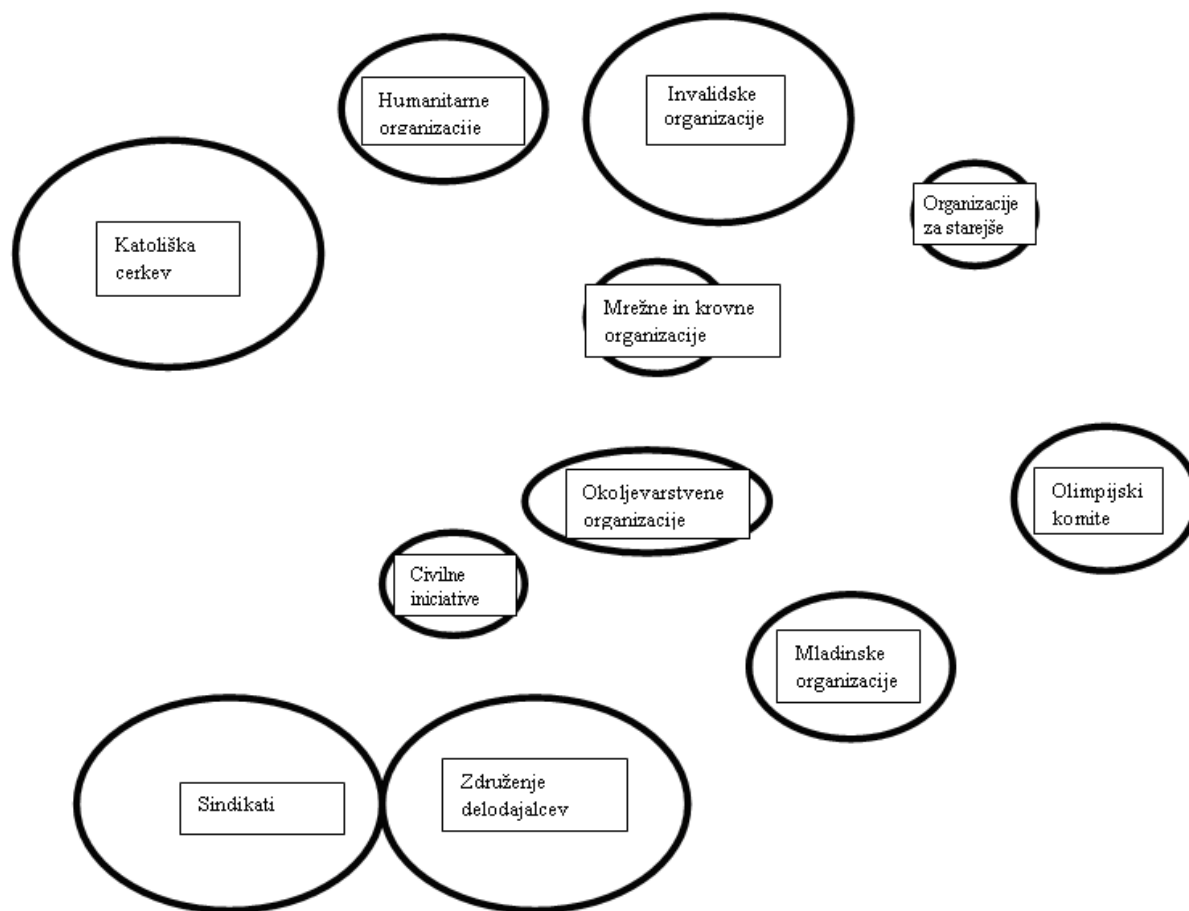 Humanitarne
organizacije
Invalidske
organizacije
Organizacije
za starejše
Katoliška
cerkev
Mrežne in krovne
organizacije
Okoljevarstvene
organizacije
Olimpijski
komite
Civilne
iniciative
Mladinske
organizacije
Sindikati
Združenje
delodajalcev